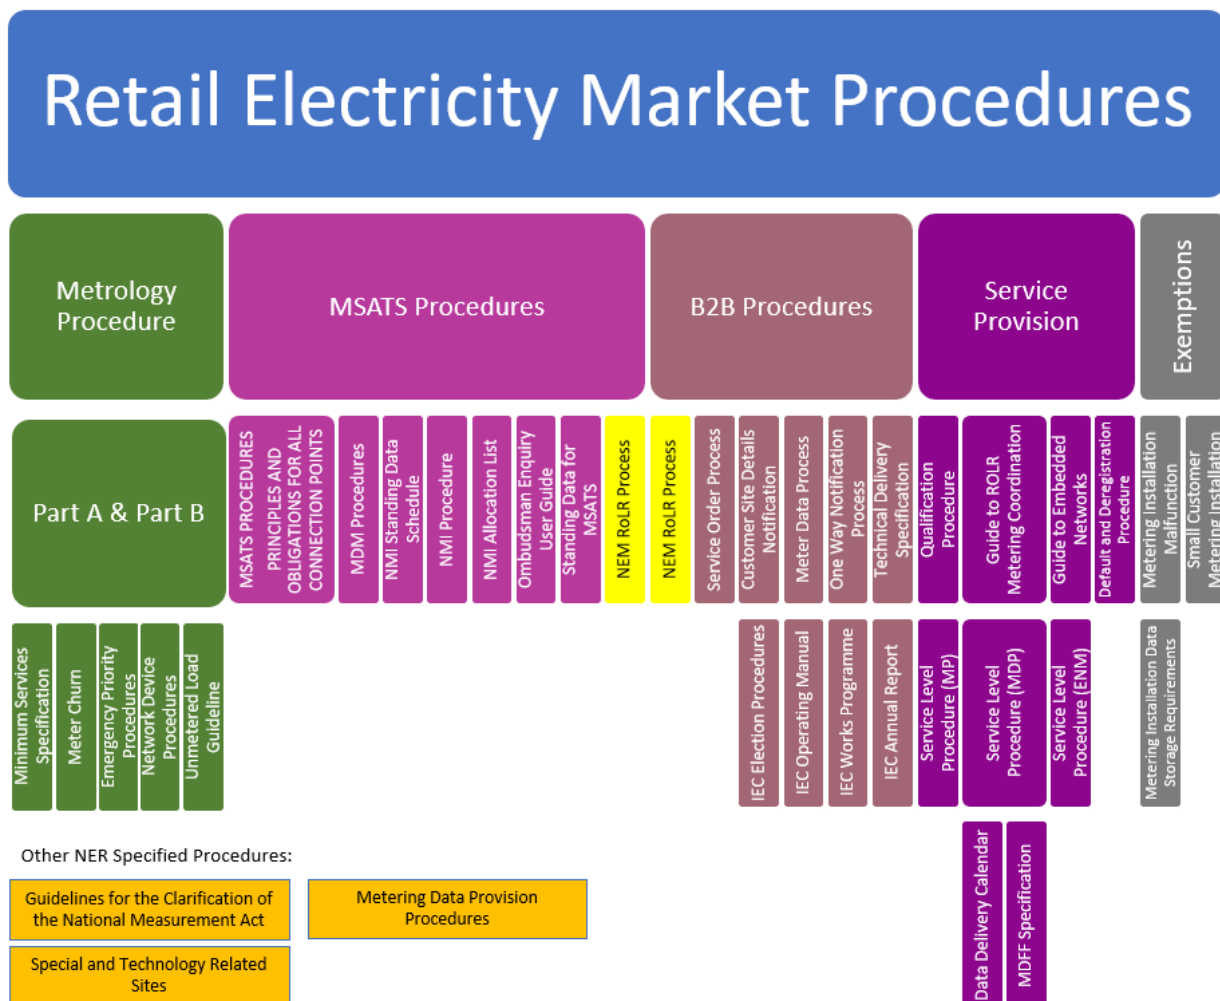 Retail Electricity Market Procedures
Metrology
Procedure
MSATS Procedures
B2B Procedures
Service
Provision
Exemptions
Part A & Part B
MSATS PROCEDURES
PRINCIPLES AND
OBLIGATIONS FOR ALL
CONNECTION POINTS
MDM Procedures
NMI Standing Data
Schedule
NMI Procedure
NMI Allocation List
Ombudsman Enquiry
User Guide
Standing Data for
MSATS
NEM RoLR Process
NEM RoLR Process
Service Order Process
Customer Site Details
Notification
Meter Data Process
One Way Notification
Process
Technical Delivery
Specification
Qualification
Procedure
Guide to ROLR
Metering Coordination
Guide to Embedded
Networks
Default and Deregistration
Procedure
Metering Installation
Malfunction
Small Customer
Metering Installation
Minimum Services
Specification
Meter Churn
Emergency Priority
Procedures
Network Device
Procedures
Unmetered Load
Guideline
IEC Election Procedures
IEC Operating Manual
IEC Works Programme
IEC Annual Report
Service Level
Procedure (MP)
Service Level
Procedure (MDP)
Service Level
Procedure (ENM)
Metering Installation Data
Storage Requirements
Data Delivery Calendar
MDFF Specification
Other NER Specified Procedures:
Guidelines for the Clarification of
the National Measurement Act
Metering Data Provision
Procedures
Special and Technology Related
Sites